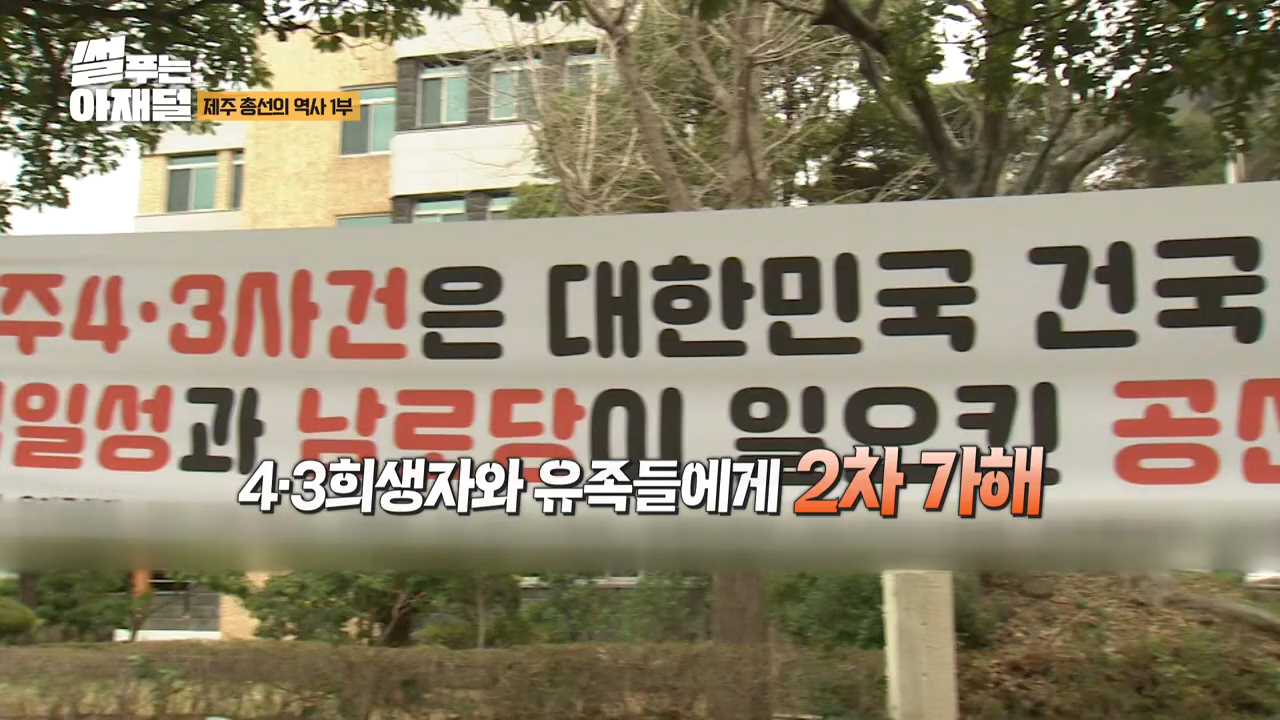 썰푸는
아재덜
제주 총선의 역사 1부
주4·3사건은 대한민국 건국
일성과 남로당이 일으킨 공
4·3희생자와 유족들에게 2차 가해